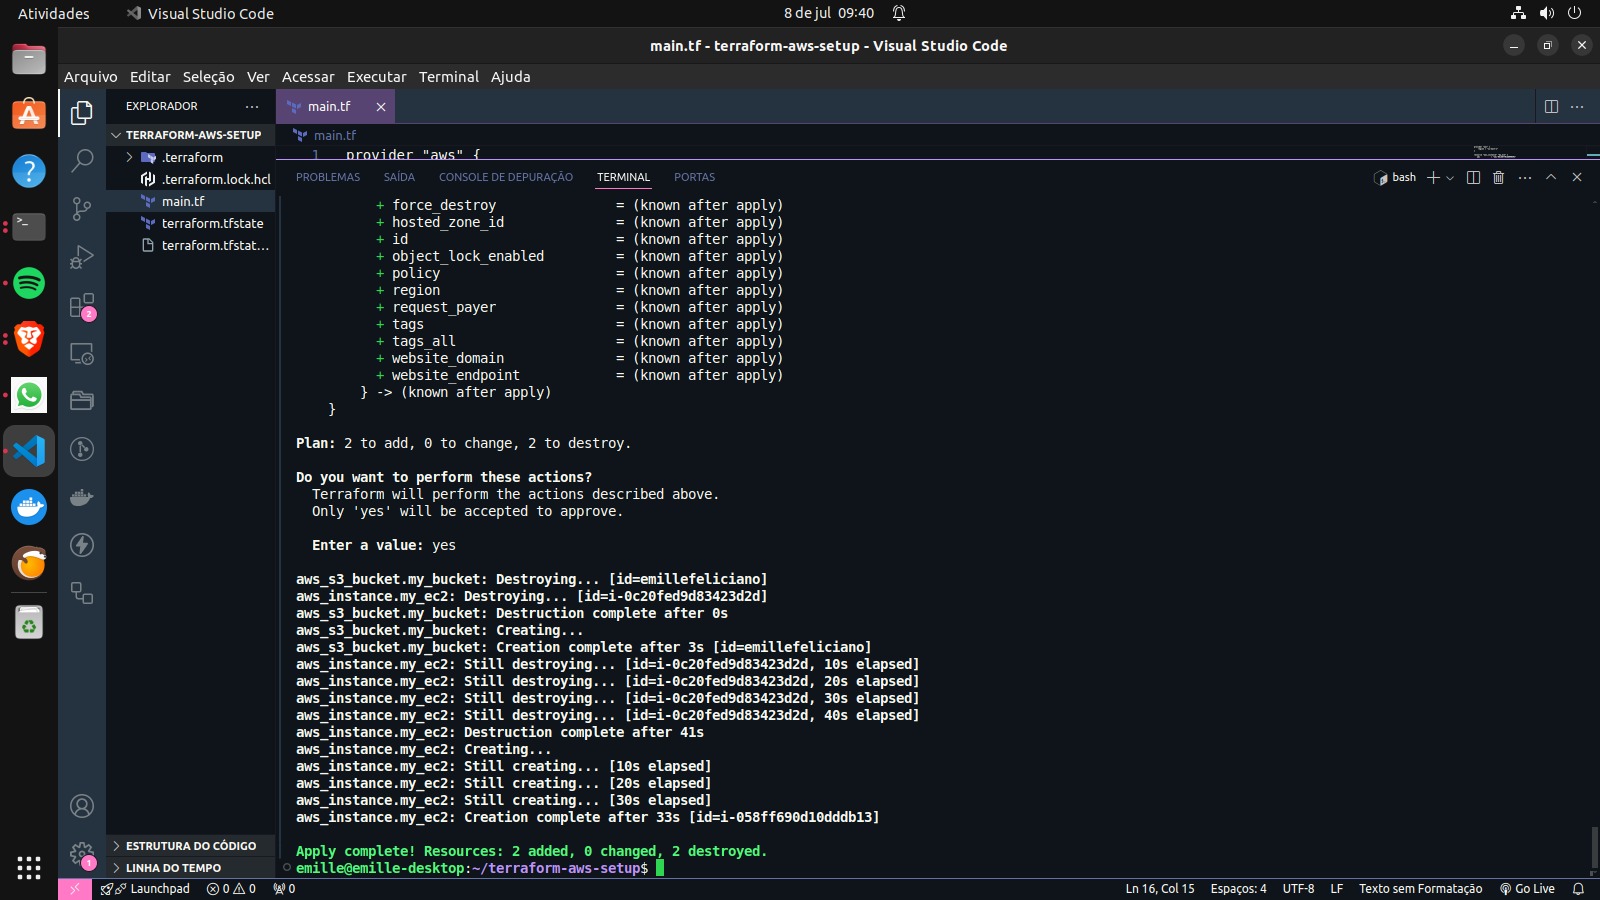 Atividades
Visual Studio Code
8 de jul 09:40
main.tf - terraform-aws-setup - Visual Studio Code
Arquivo Editar Seleção Ver Acessar Executar Terminal Ajuda
EXPLORADOR
TERRAFORM-AWS-SETUP
.terraform
.terraform.lock.hcl
main.tf
terraform.tfstate
terraform.tfstat...
ESTRUTURA DO CÓDIGO
LINHA DO TEMPO
2
1
main.tf
main.tf
1 provider "aws" {
PROBLEMAS SAÍDA CONSOLE DE DEPURAÇÃO TERMINAL PORTAS
bash
+ force_destroy = (known after apply)
+ hosted_zone_id = (known after apply)
+ id = (known after apply)
+ object_lock_enabled = (known after apply)
+ policy = (known after apply)
+ region = (known after apply)
+ request_payer = (known after apply)
+ tags = (known after apply)
+ tags_all = (known after apply)
+ website_domain = (known after apply)
+ website_endpoint = (known after apply)
} -> (known after apply)
}
Plan: 2 to add, 0 to change, 2 to destroy.
Do you want to perform these actions?
Terraform will perform the actions described above.
Only 'yes' will be accepted to approve.
Enter a value: yes
aws_s3_bucket.my_bucket: Destroying... [id=emillefeliciano]
aws_instance.my_ec2: Destroying... [id=i-0c20fed9d83423d2d]
aws_s3_bucket.my_bucket: Destruction complete after 0s
aws_s3_bucket.my_bucket: Creating...
aws_s3_bucket.my_bucket: Creation complete after 3s [id=emillefeliciano]
aws_instance.my_ec2: Still destroying... [id=i-0c20fed9d83423d2d, 10s elapsed]
aws_instance.my_ec2: Still destroying... [id=i-0c20fed9d83423d2d, 20s elapsed]
aws_instance.my_ec2: Still destroying... [id=i-0c20fed9d83423d2d, 30s elapsed]
aws_instance.my_ec2: Still destroying... [id=i-0c20fed9d83423d2d, 40s elapsed]
aws_instance.my_ec2: Destruction complete after 41s
aws_instance.my_ec2: Creating...
aws_instance.my_ec2: Still creating... [10s elapsed]
aws_instance.my_ec2: Still creating... [20s elapsed]
aws_instance.my_ec2: Still creating... [30s elapsed]
aws_instance.my_ec2: Creation complete after 33s [id=i-058ff690d10dddb13]
Apply complete! Resources: 2 added, 0 changed, 2 destroyed.
emille@emille-desktop:~/terraform-aws-setup$
Launchpad 0 0 0
Ln 16, Col 15 Espaços: 4 UTF-8 LF Texto sem Formatação Go Live